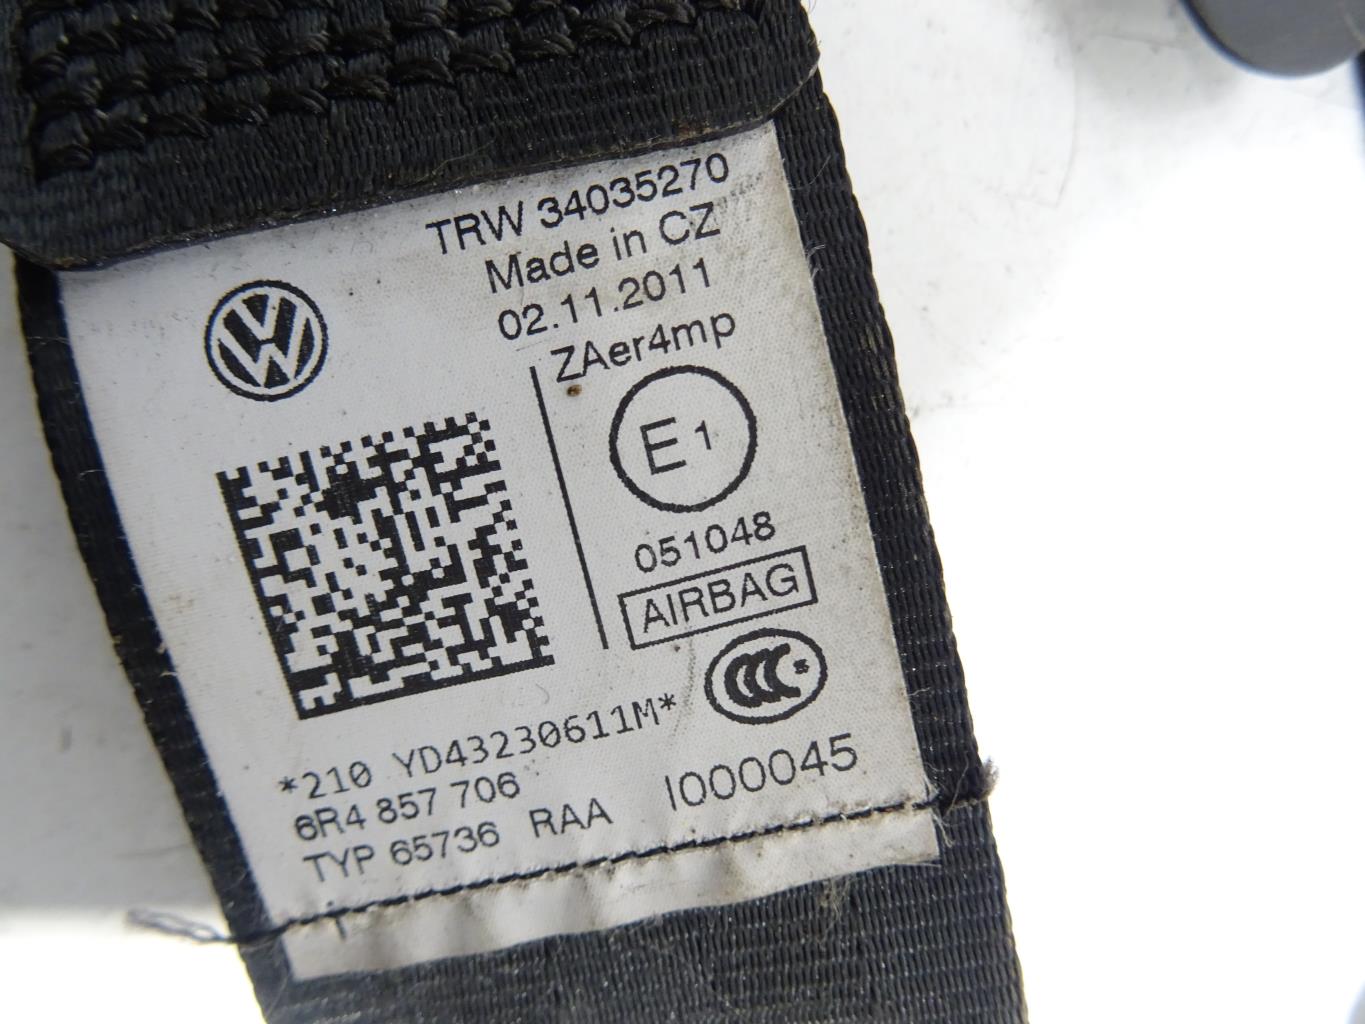 TRW 34035270
Made in CZ
02.11.2011
ZAer4mp
E1
051048
AIRBAG
CCC S
*210 YD43230611M*
6R4 857 706
I000045
TYP 65736 RAA